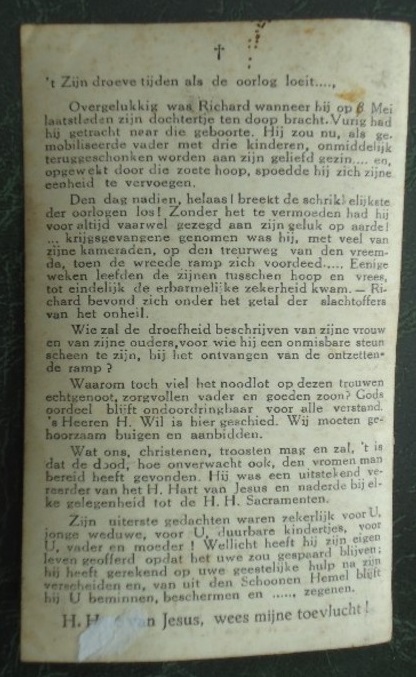 †
't Zijn droeve tijden als de oorlog loeit....,
Overgelukkig was Richard wanneer hij op 8 Mei
laatstleden zijn dochtertje ten doop bracht. Vurig had
hij getracht naar die geboorte. Hij zou nu, als ge-
mobiliseerde vader met drie kinderen, onmiddelijk
teruggeschonken worden aan zijn geliefd gezin.... en,
opgewekt door die zoete hoop, spoedde hij zich zijne
eenheid te vervoegen.
Den dag nadien, helaas! breekt de schrikkelijkste
der oorlogen los! Zonder het te vermoeden had hij
voor altijd vaarwel gezegd aan zijn geluk op aarde!
... krijgsgevangene genomen was hij, met veel van
zijne kameraden, op den treurweg van den vreem-
de, toen de wreede ramp zich voordeed..... Eenige
weken leefden de zijnen tusschen hoop en vrees,
tot eindelijk de erbarmelijke zekerheid kwam. — Ri-
chard bevond zich onder het getal der slachtoffers
van het onheil.
Wie zal de droefheid beschrijven van zijne vrouw
en van zijne ouders, voor wie hij een onmisbare steun
scheen te zijn, bij het ontvangen van de ontzetten-
de ramp?
Waarom toch viel het noodlot op dezen trouwen
echtgenoot, zorgvollen vader en goeden zoon? Gods
oordeel blijft ondoordringbaar voor alle verstand.
's Heeren H. Wil is hier geschied. Wij moeten ge-
hoorzaam buigen en aanbidden.
Wat ons, christenen, troosten mag en zal, 't is
dat de dood, hoe onverwacht ook, den vromen man
bereid heeft gevonden. Hij was een uitstekend ve-
reerder van het H. Hart van Jesus en naderde bij el-
ke gelegenheid tot de H. H. Sacramenten.
Zijn uiterste gedachten waren zekerlijk voor U,
jonge weduwe, voor U, duurbare kindertjes, voor
U, vader en moeder! Wellicht heeft hij zijn eigen
leven geofferd opdat het uwe zou gespaard blijven;
hij heeft gerekend op uwe geestelijke hulp na zijn
verscheiden en, van uit den Schoonen Hemel blijft
hij U beminnen, beschermen en ....., zegenen.
H. van Jesus, wees mijne toevlucht!